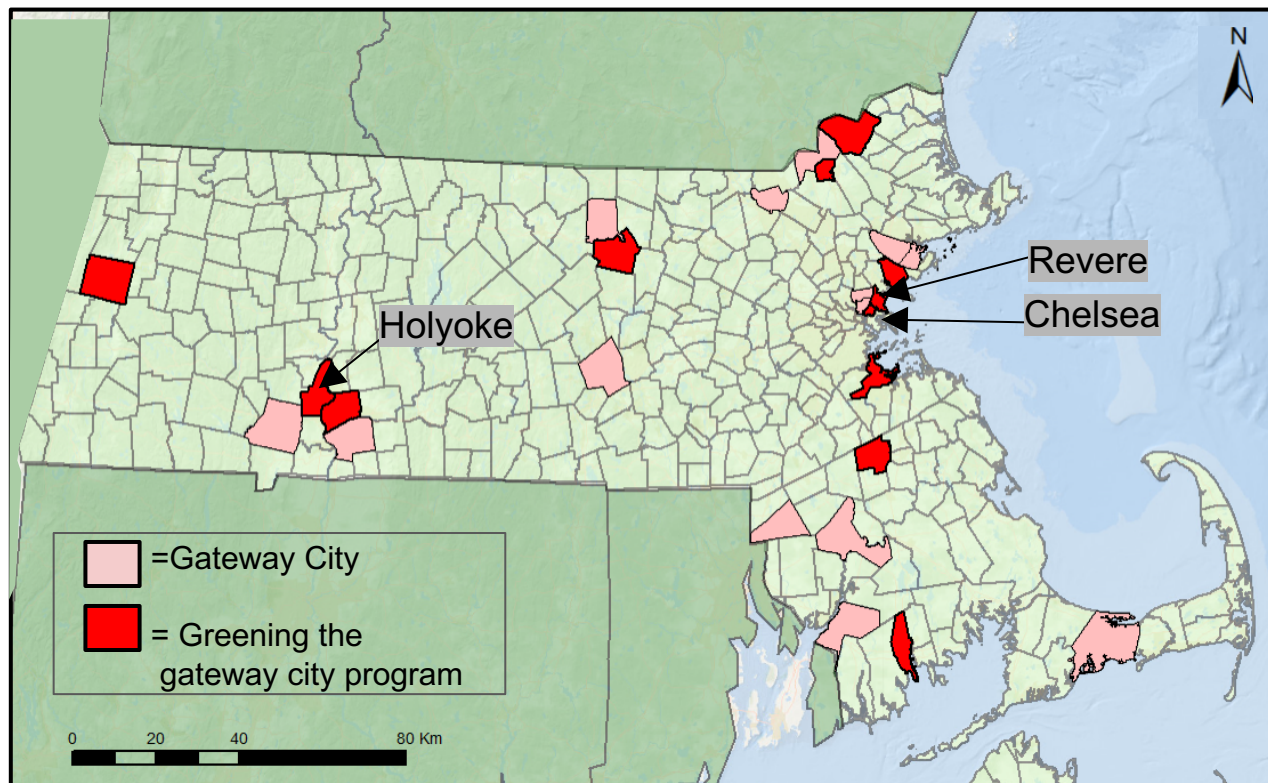 N
Revere
Chelsea
Holyoke
=Gateway City
= Greening the
gateway city program
0 20 40 80 Km